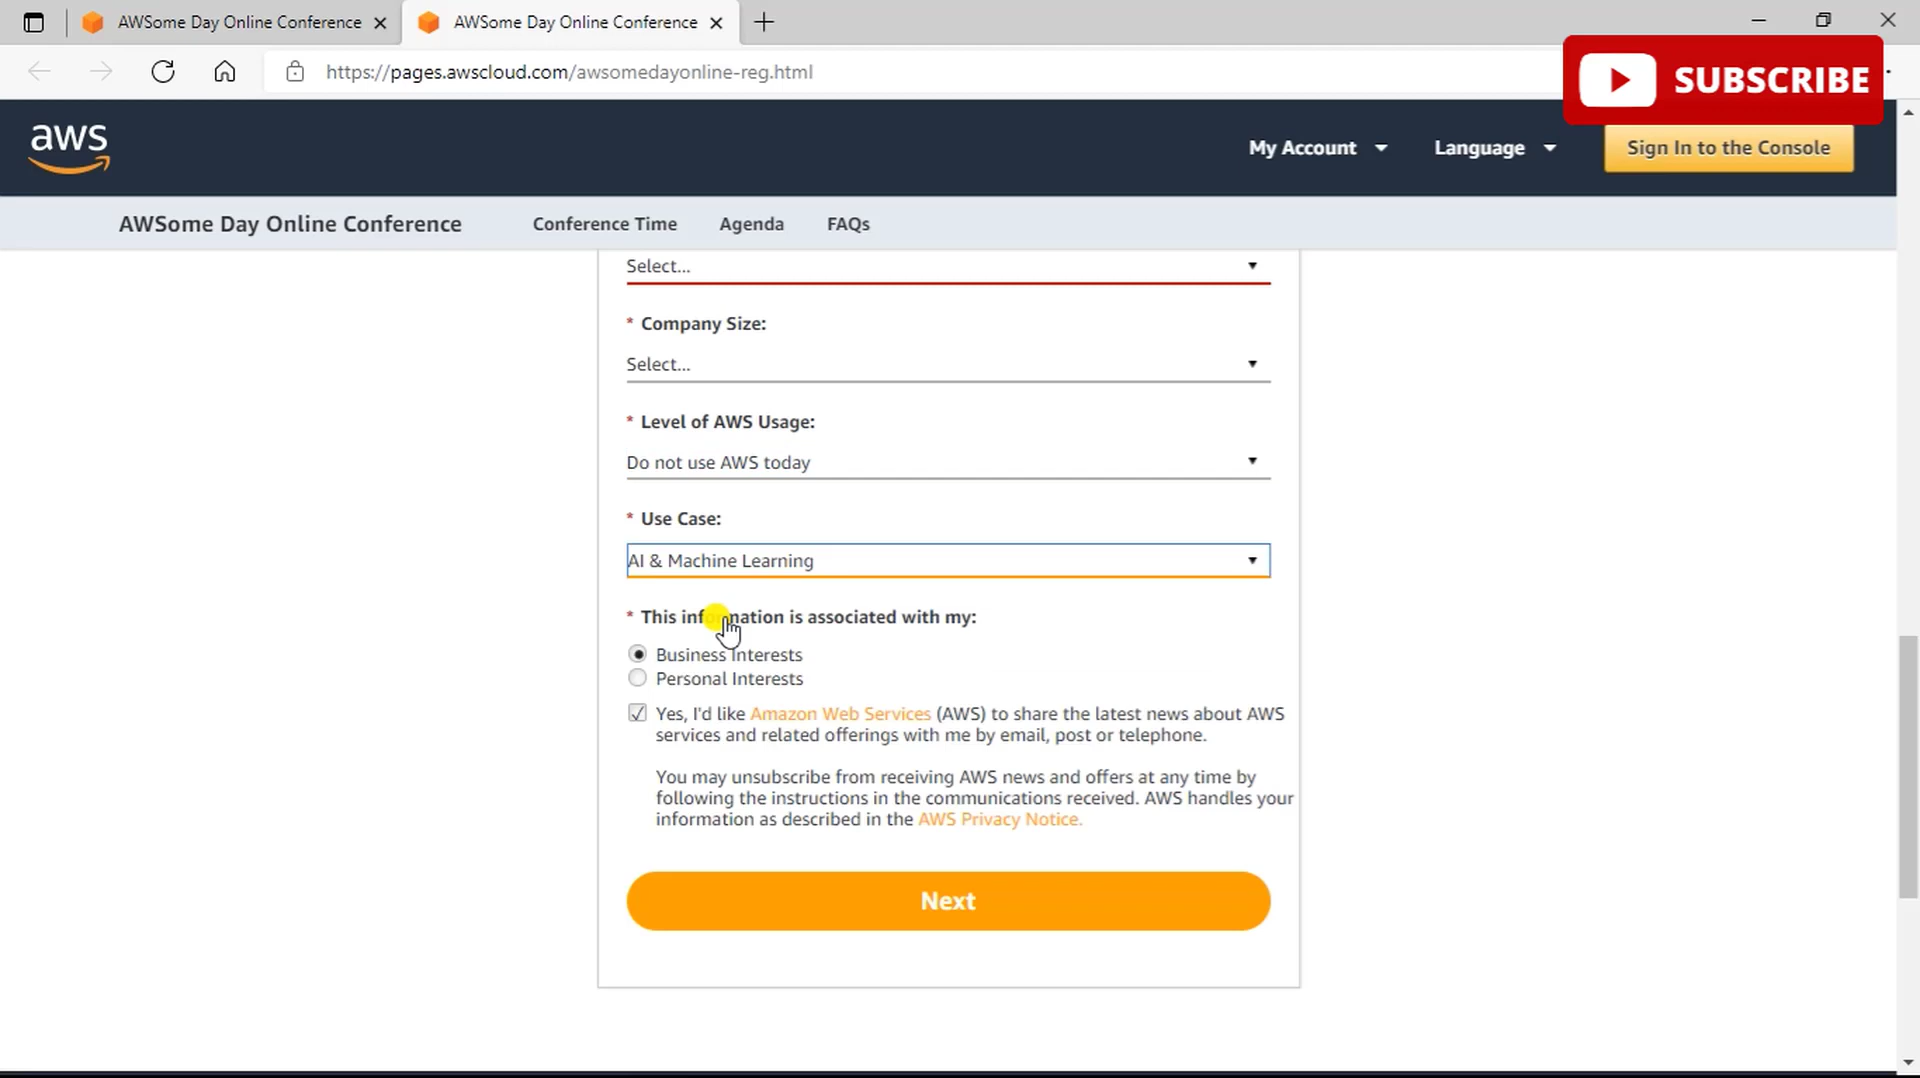 AWSome Day Online Conference
AWSome Day Online Conference
https://pages.awscloud.com/awsomedayonline-reg.html
SUBSCRIBE
aws
My Account
Language
Sign In to the Console
AWSome Day Online Conference
Conference Time
Agenda
FAQs
Select...
* Company Size:
Select...
* Level of AWS Usage:
Do not use AWS today
* Use Case:
AI & Machine Learning
* This information is associated with my:
Business Interests
Personal Interests
Yes, I'd like Amazon Web Services (AWS) to share the latest news about AWS
services and related offerings with me by email, post or telephone.
You may unsubscribe from receiving AWS news and offers at any time by
following the instructions in the communications received. AWS handles your
information as described in the AWS Privacy Notice.
Next